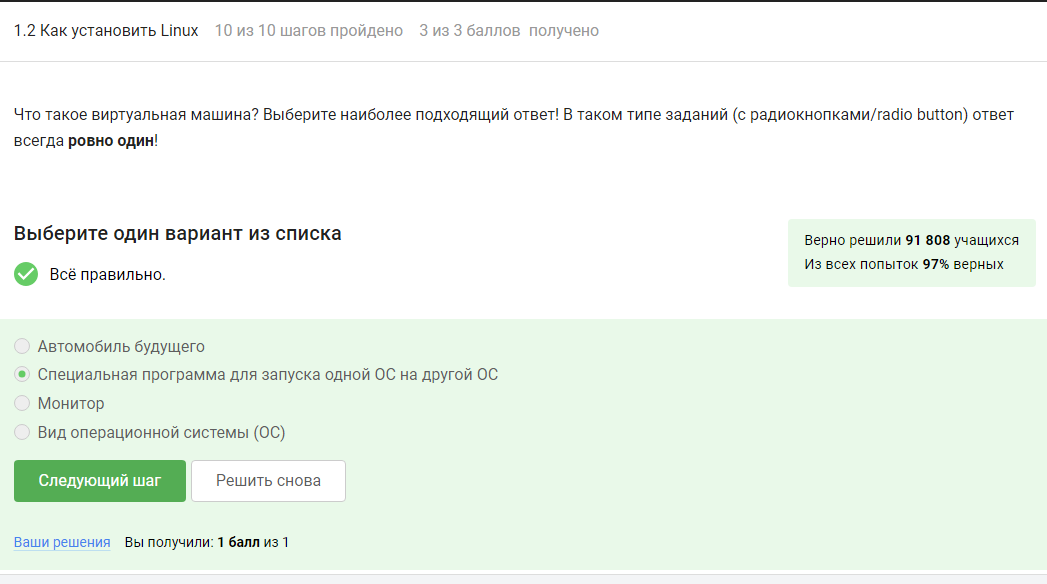 1.2 Как установить Linux 10 из 10 шагов пройдено 3 из 3 баллов получено
Что такое виртуальная машина? Выберите наиболее подходящий ответ! В таком типе заданий (с радиокнопками/radio button) ответ
всегда ровно один!
Выберите один вариант из списка
Всё правильно.
Верно решили 91 808 учащихся
Из всех попыток 97% верных
Автомобиль будущего
Специальная программа для запуска одной ОС на другой ОС
Монитор
Вид операционной системы (ОС)
Следующий шаг Решить снова
Ваши решения Вы получили: 1 балл из 1